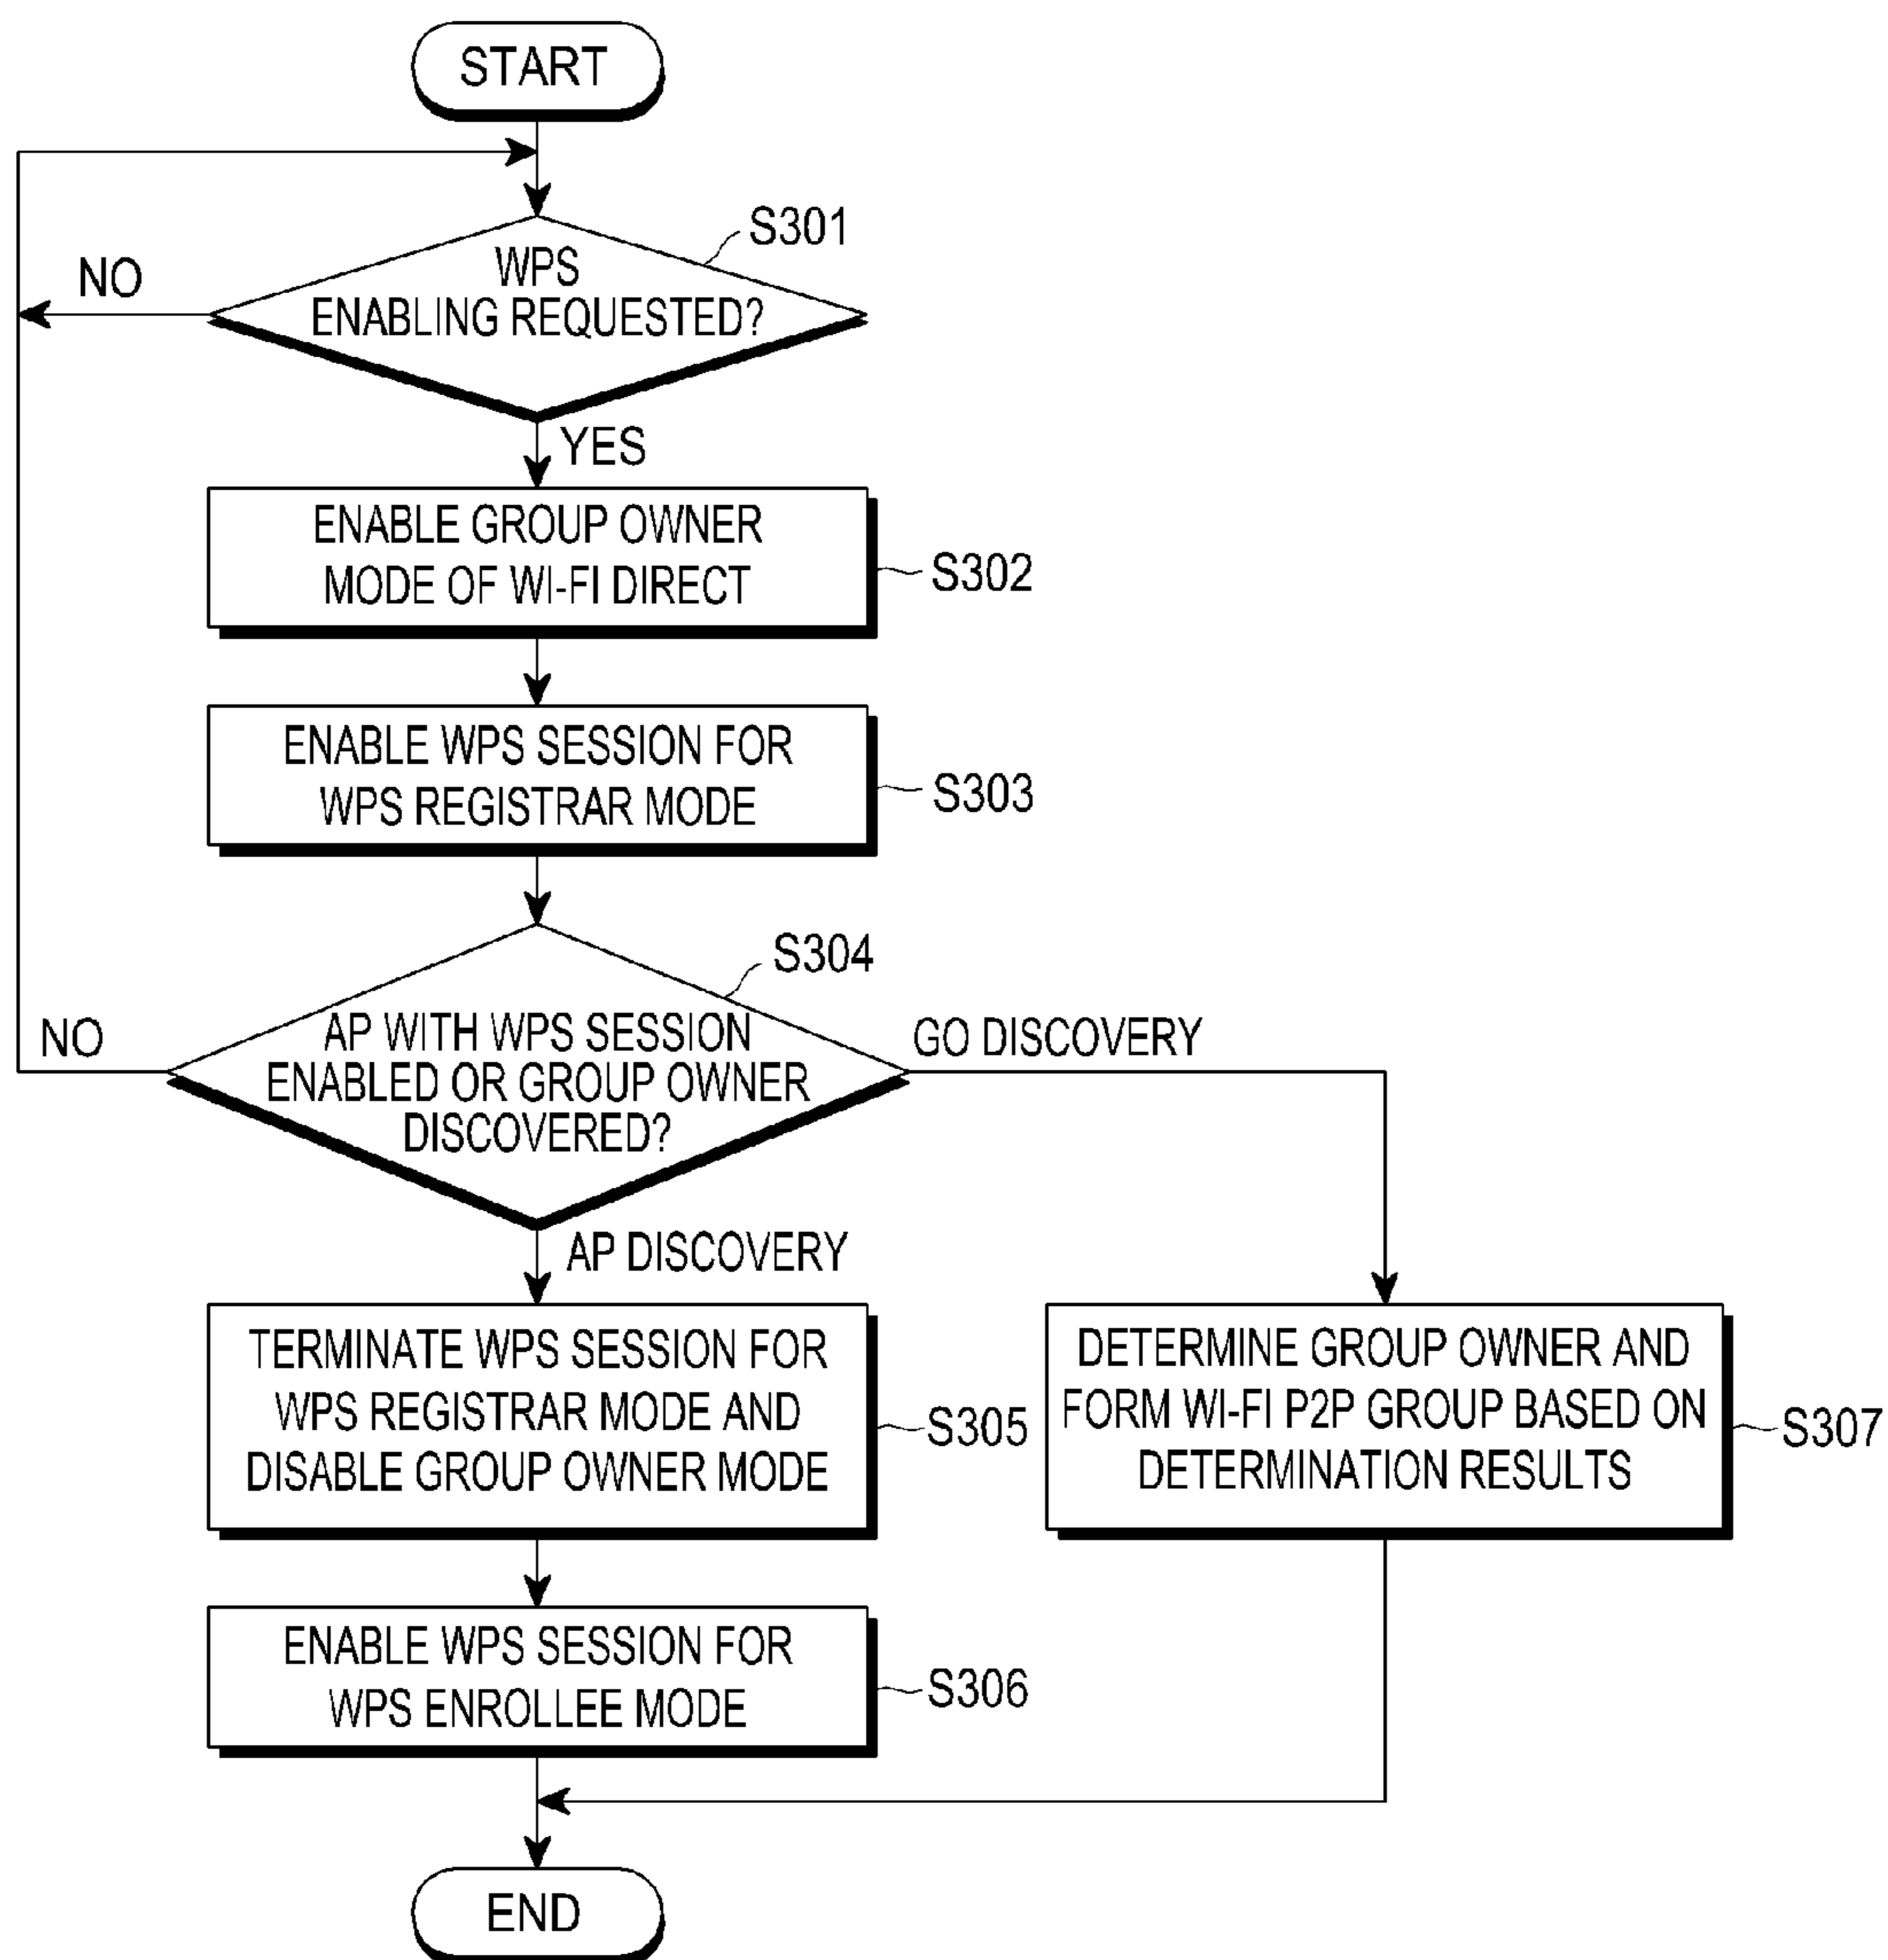 START
S301
NO
WPS
ENABLING REQUESTED?
YES
ENABLE GROUP OWNER
MODE OF WI-FI DIRECT
S302
ENABLE WPS SESSION FOR
WPS REGISTRAR MODE
S303
S304
NO
AP WITH WPS SESSION
ENABLED OR GROUP OWNER
DISCOVERED?
GO DISCOVERY
AP DISCOVERY
TERMINATE WPS SESSION FOR
WPS REGISTRAR MODE AND
DISABLE GROUP OWNER MODE
S305
DETERMINE GROUP OWNER AND
FORM WI-FI P2P GROUP BASED ON
DETERMINATION RESULTS
S307
ENABLE WPS SESSION FOR
WPS ENROLLEE MODE
S306
END